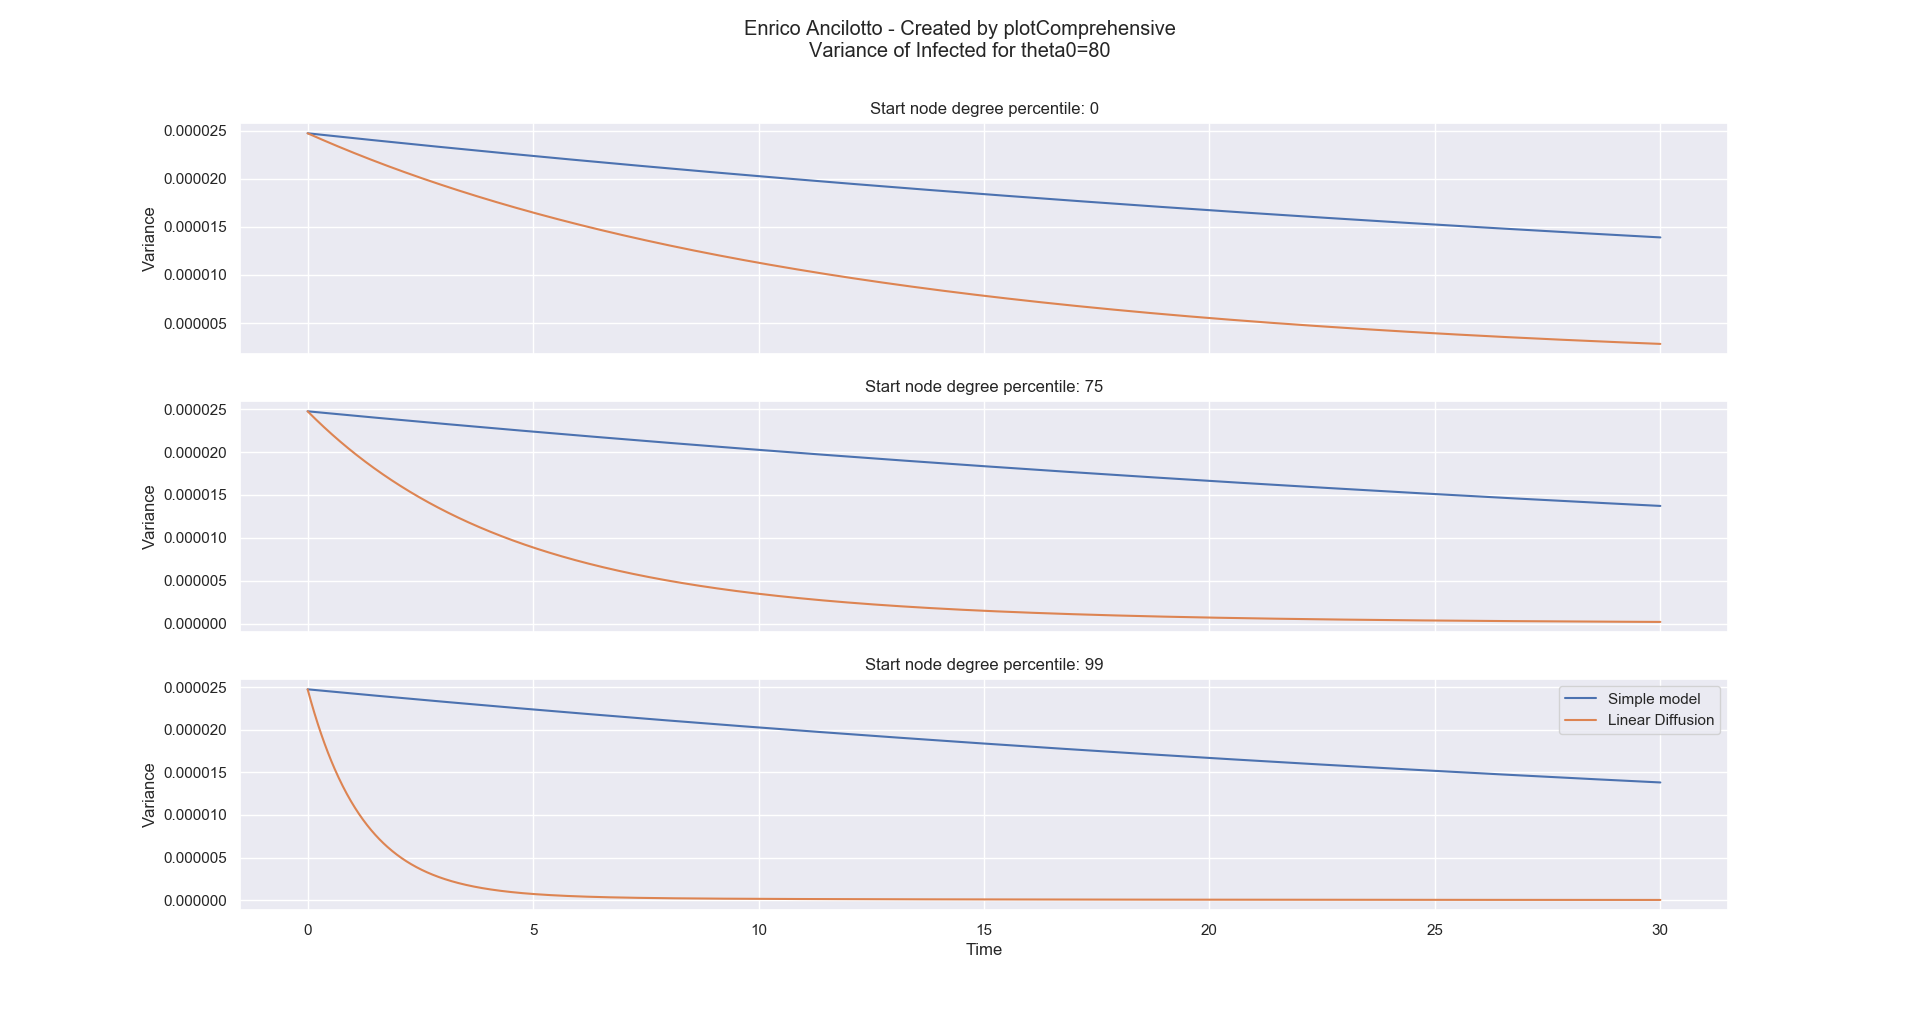 Enrico Ancilotto - Created by plotComprehensive
Variance of Infected for theta0=80
Start node degree percentile: 0
0.000025
0.000020
0.000015
0.000010
0.000005
Variance
Start node degree percentile: 75
0.000025
0.000020
0.000015
0.000010
0.000005
0.000000
Variance
Start node degree percentile: 99
0.000025
0.000020
0.000015
0.000010
0.000005
0.000000
Variance
Simple model
Linear Diffusion
0 5 10 15 20 25 30
Time